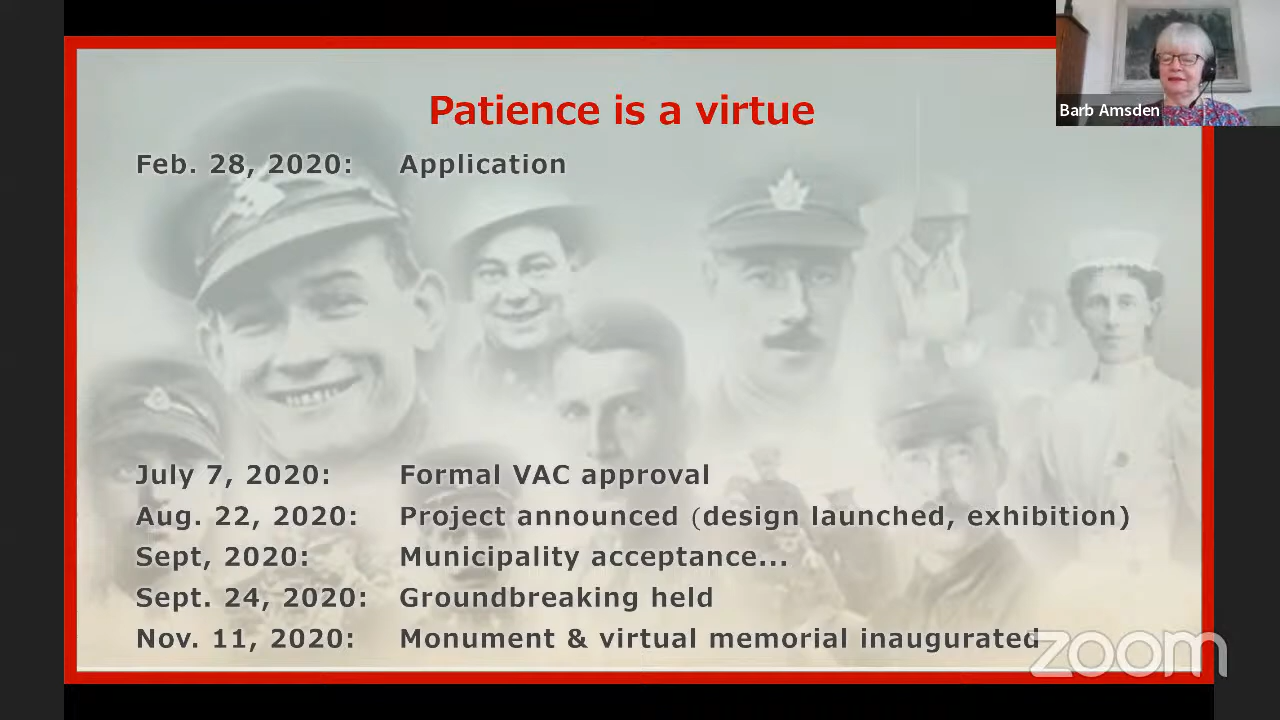 Patience is a virtue
Barb Amsden
Feb. 28, 2020: Application
July 7, 2020: Formal VAC approval
Aug. 22, 2020: Project announced (design launched, exhibition)
Sept, 2020: Municipality acceptance...
Sept. 24, 2020: Groundbreaking held
Nov. 11, 2020: Monument & virtual memorial inaugurated
zoom